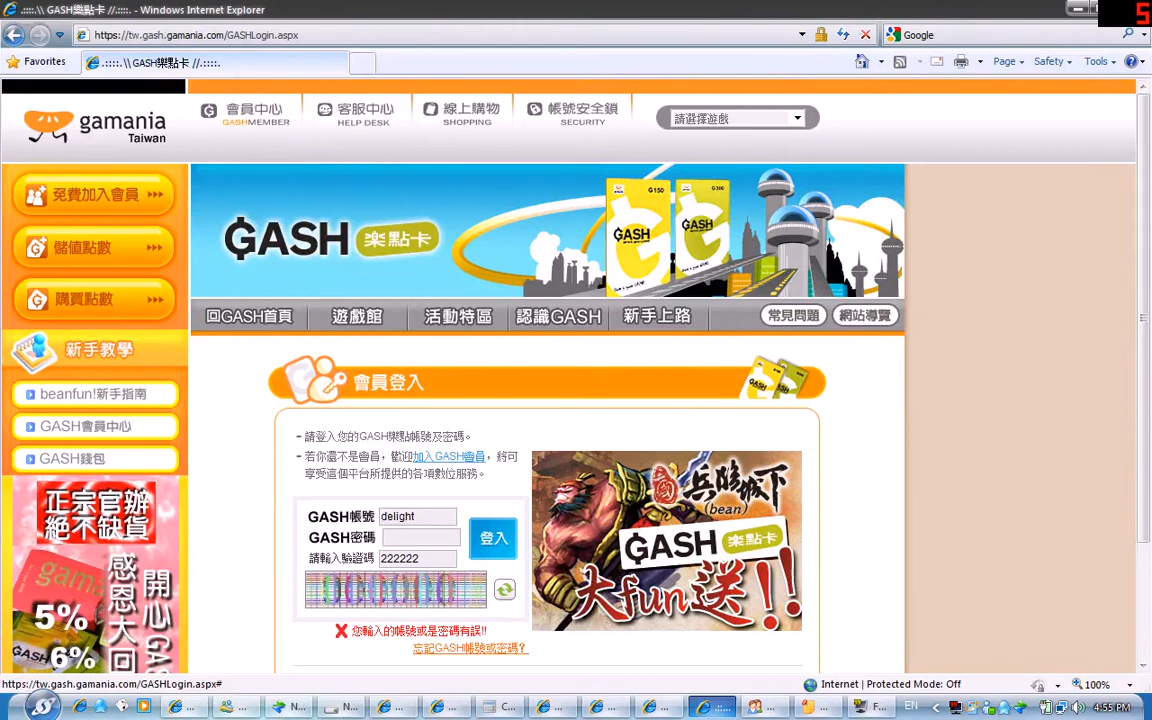 .::::.\\ GASH樂點卡 //.::::. - Windows Internet Explorer
5
https://tw.gash.gamania.com/GASHLogin.aspx
Google
Favorites
.::::.\\ GASH樂點卡 //.::::.
Page
Safety
Tools
gamania
Taiwan
會員中心
GASHMEMBER
客服中心
HELP DESK
線上購物
SHOPPING
帳號安全鎖
SECURITY
請選擇遊戲
免費加入會員
儲值點數
購買點數
GASH 樂點卡
G150
G300
GASH
GASH
回GASH首頁
遊戲館
活動特區
認識GASH
新手上路
常見問題
網站導覽
新手教學
beanfun!新手指南
GASH會員中心
GASH錢包
會員登入
GASH
- 請登入您的GASH樂點帳號及密碼。
- 若你還不是會員，歡迎加入GASH會員，將可
享受這個平台所提供的各項數位服務。
GASH帳號 delight
GASH密碼
登入
請輸入驗證碼 222222
您輸入的帳號或是密碼有誤!!
忘記GASH帳號或密碼?
兵臨城下
(bean)
GASH 樂點卡
大fun送!!
正宗官辦
絕不缺貨
感恩大回
開心GAS
gama
5%
GASH
6%
https://tw.gash.gamania.com/GASHLogin.aspx#
Internet | Protected Mode: Off
100%
N...
N...
C...
F...
EN
4:55 PM